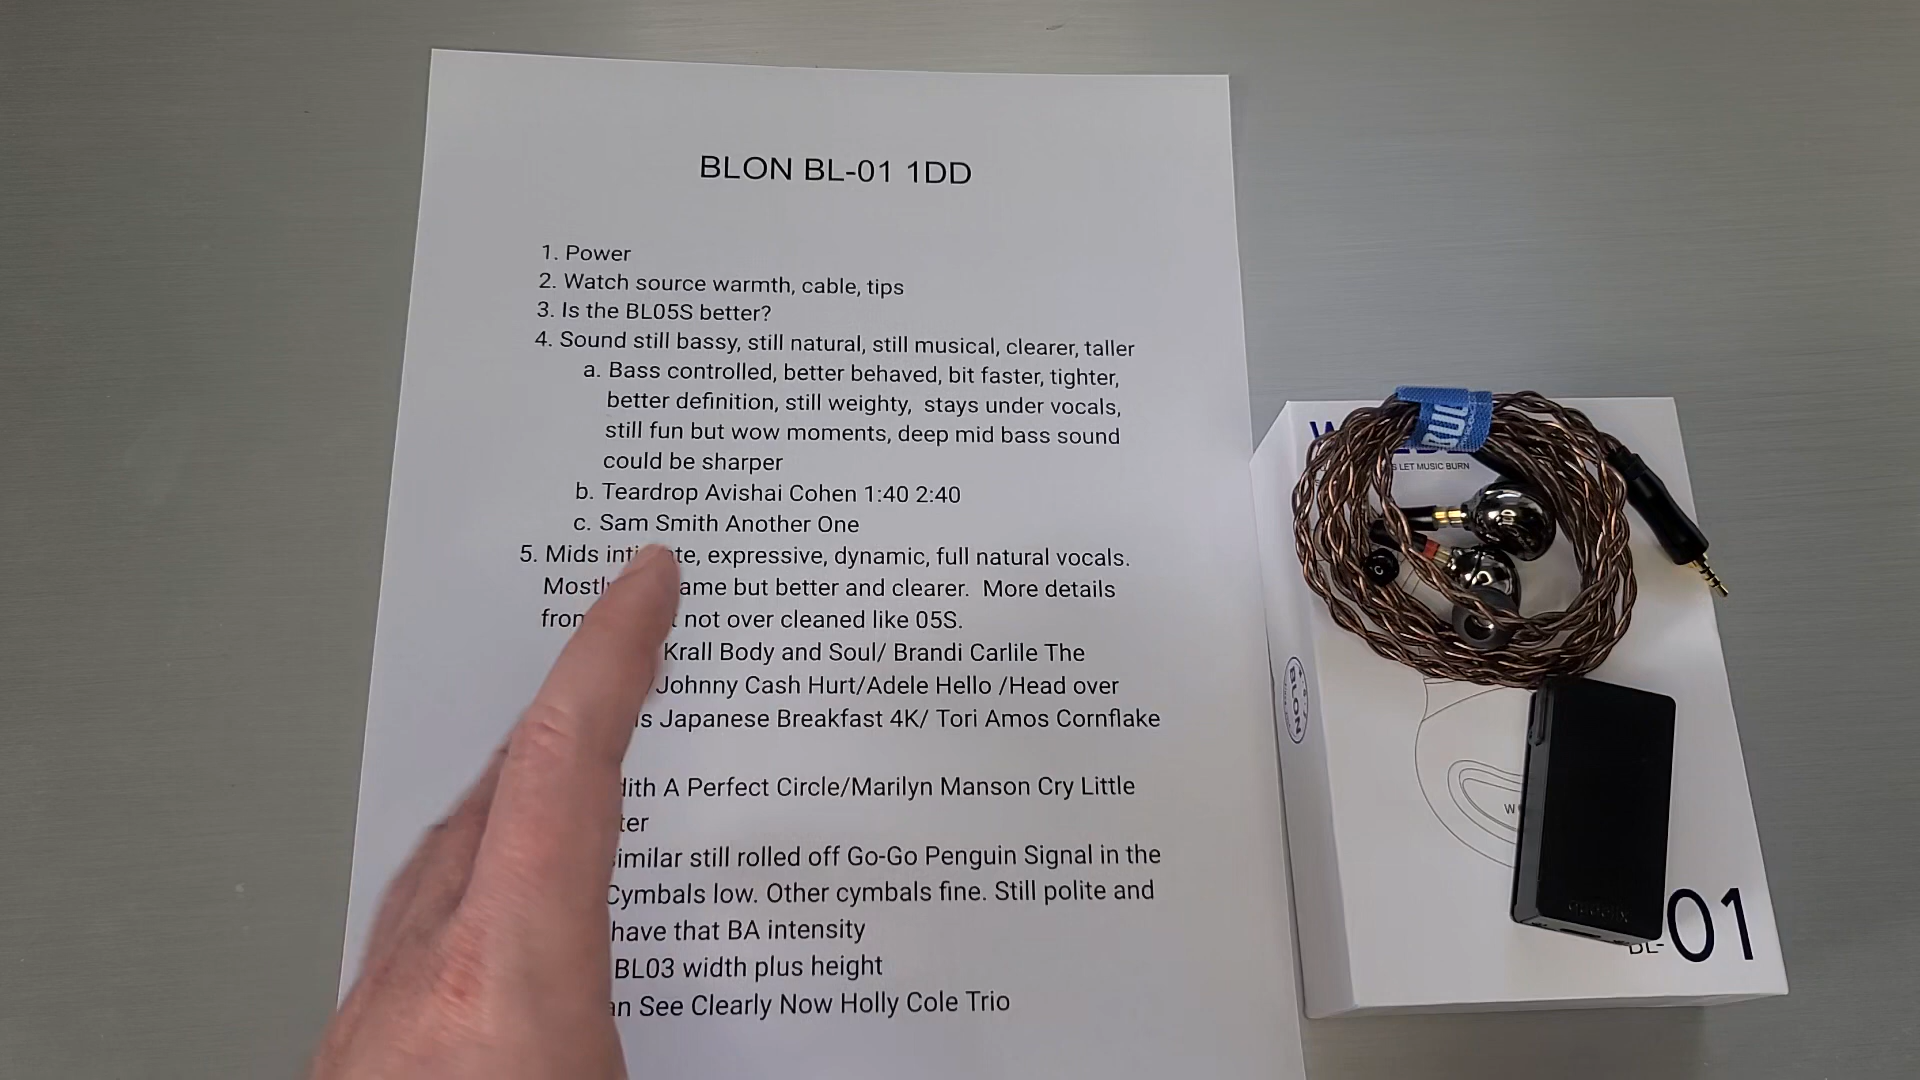 BLON BL-01 1DD
1. Power
2. Watch source warmth, cable, tips
3. Is the BL05S better?
4. Sound still bassy, still natural, still musical, clearer, taller
a. Bass controlled, better behaved, bit faster, tighter,
better definition, still weighty, stays under vocals,
still fun but wow moments, deep mid bass sound
could be sharper
b. Teardrop Avishai Cohen 1:40 2:40
c. Sam Smith Another One
5. Mids expressive, dynamic, full natural vocals.
but better and clearer. More details
not over cleaned like 05S.
Krall Body and Soul/ Brandi Carlile The
Johnny Cash Hurt/Adele Hello /Head over
Japanese Breakfast 4K/ Tori Amos Cornflake
A Perfect Circle/Marilyn Manson Cry Little
similar still rolled off Go-Go Penguin Signal in the
Cymbals low. Other cymbals fine. Still polite and
have that BA intensity
BL03 width plus height
See Clearly Now Holly Cole Trio
LET MUSIC BURN
BLON
BL-01